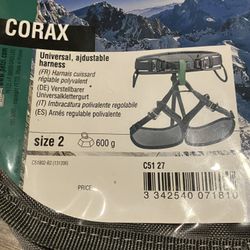 CORAX
Universal, ajdustable
harness
(FR) Harnais cuissard
réglable polyvalent
(DE) Verstellbarer
Universalklettergurt
(IT) Imbracatura polivalente regolabile
(ES) Arnés regulable polivalente
size 2
600 g
C51 27
PRICE
3 342540 071810